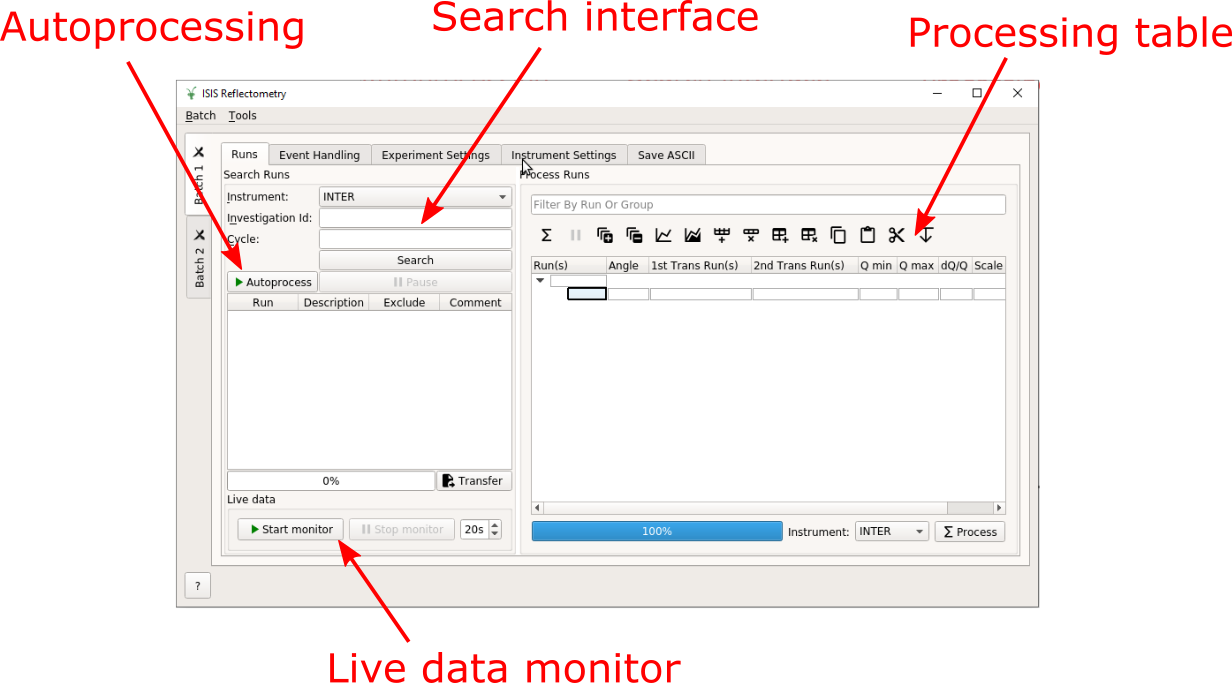 Autoprocessing
Search interface
Processing table
ISIS Reflectometry
Batch Tools
Batch 1
Batch 2
Runs Event Handling Experiment Settings Instrument Settings Save ASCII
Search Runs
Instrument: INTER
Investigation Id:
Cycle:
Search
Autoprocess Pause
Run Description Exclude Comment
0% Transfer
Live data
Start monitor Stop monitor 20s
Process Runs
Filter By Run Or Group
Run(s) Angle 1st Trans Run(s) 2nd Trans Run(s) Q min Q max dQ/Q Scale
100% Instrument: INTER Σ Process
?
Live data monitor